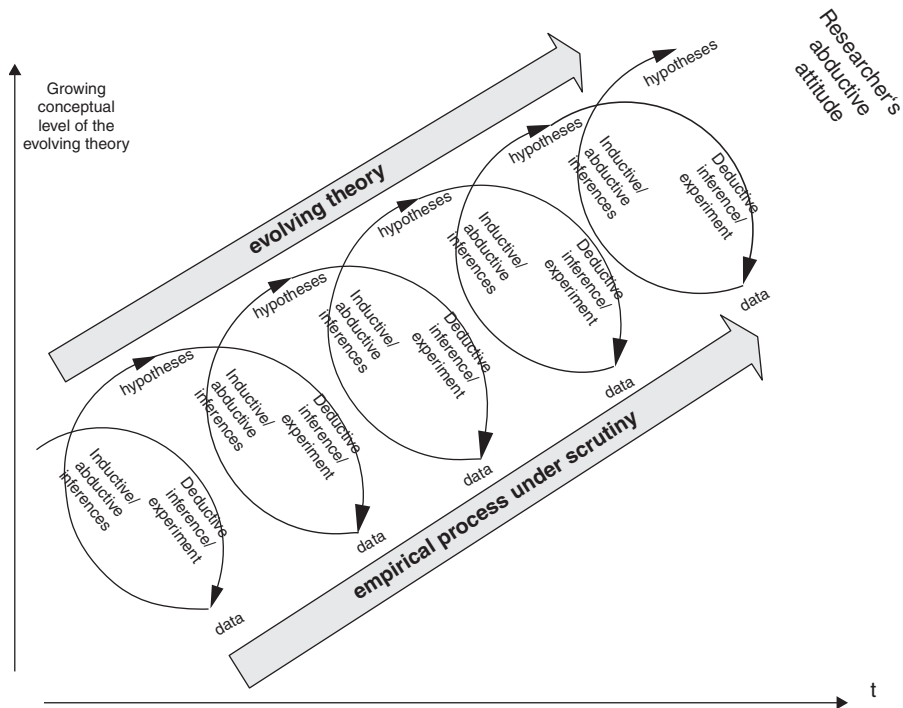 Researcher's
abductive
attitude
Growing
conceptual
level of the
evolving theory
evolving theory
hypotheses
hypotheses
hypotheses
hypotheses
hypotheses
Inductive/
abductive
inferences
Deductive
inference/
experiment
data
Inductive/
abductive
inferences
Deductive
inference/
experiment
data
Inductive/
abductive
inferences
Deductive
inference/
experiment
data
Inductive/
abductive
inferences
Deductive
inference/
experiment
data
Inductive/
abductive
inferences
Deductive
inference/
experiment
data
empirical process under scrutiny
t